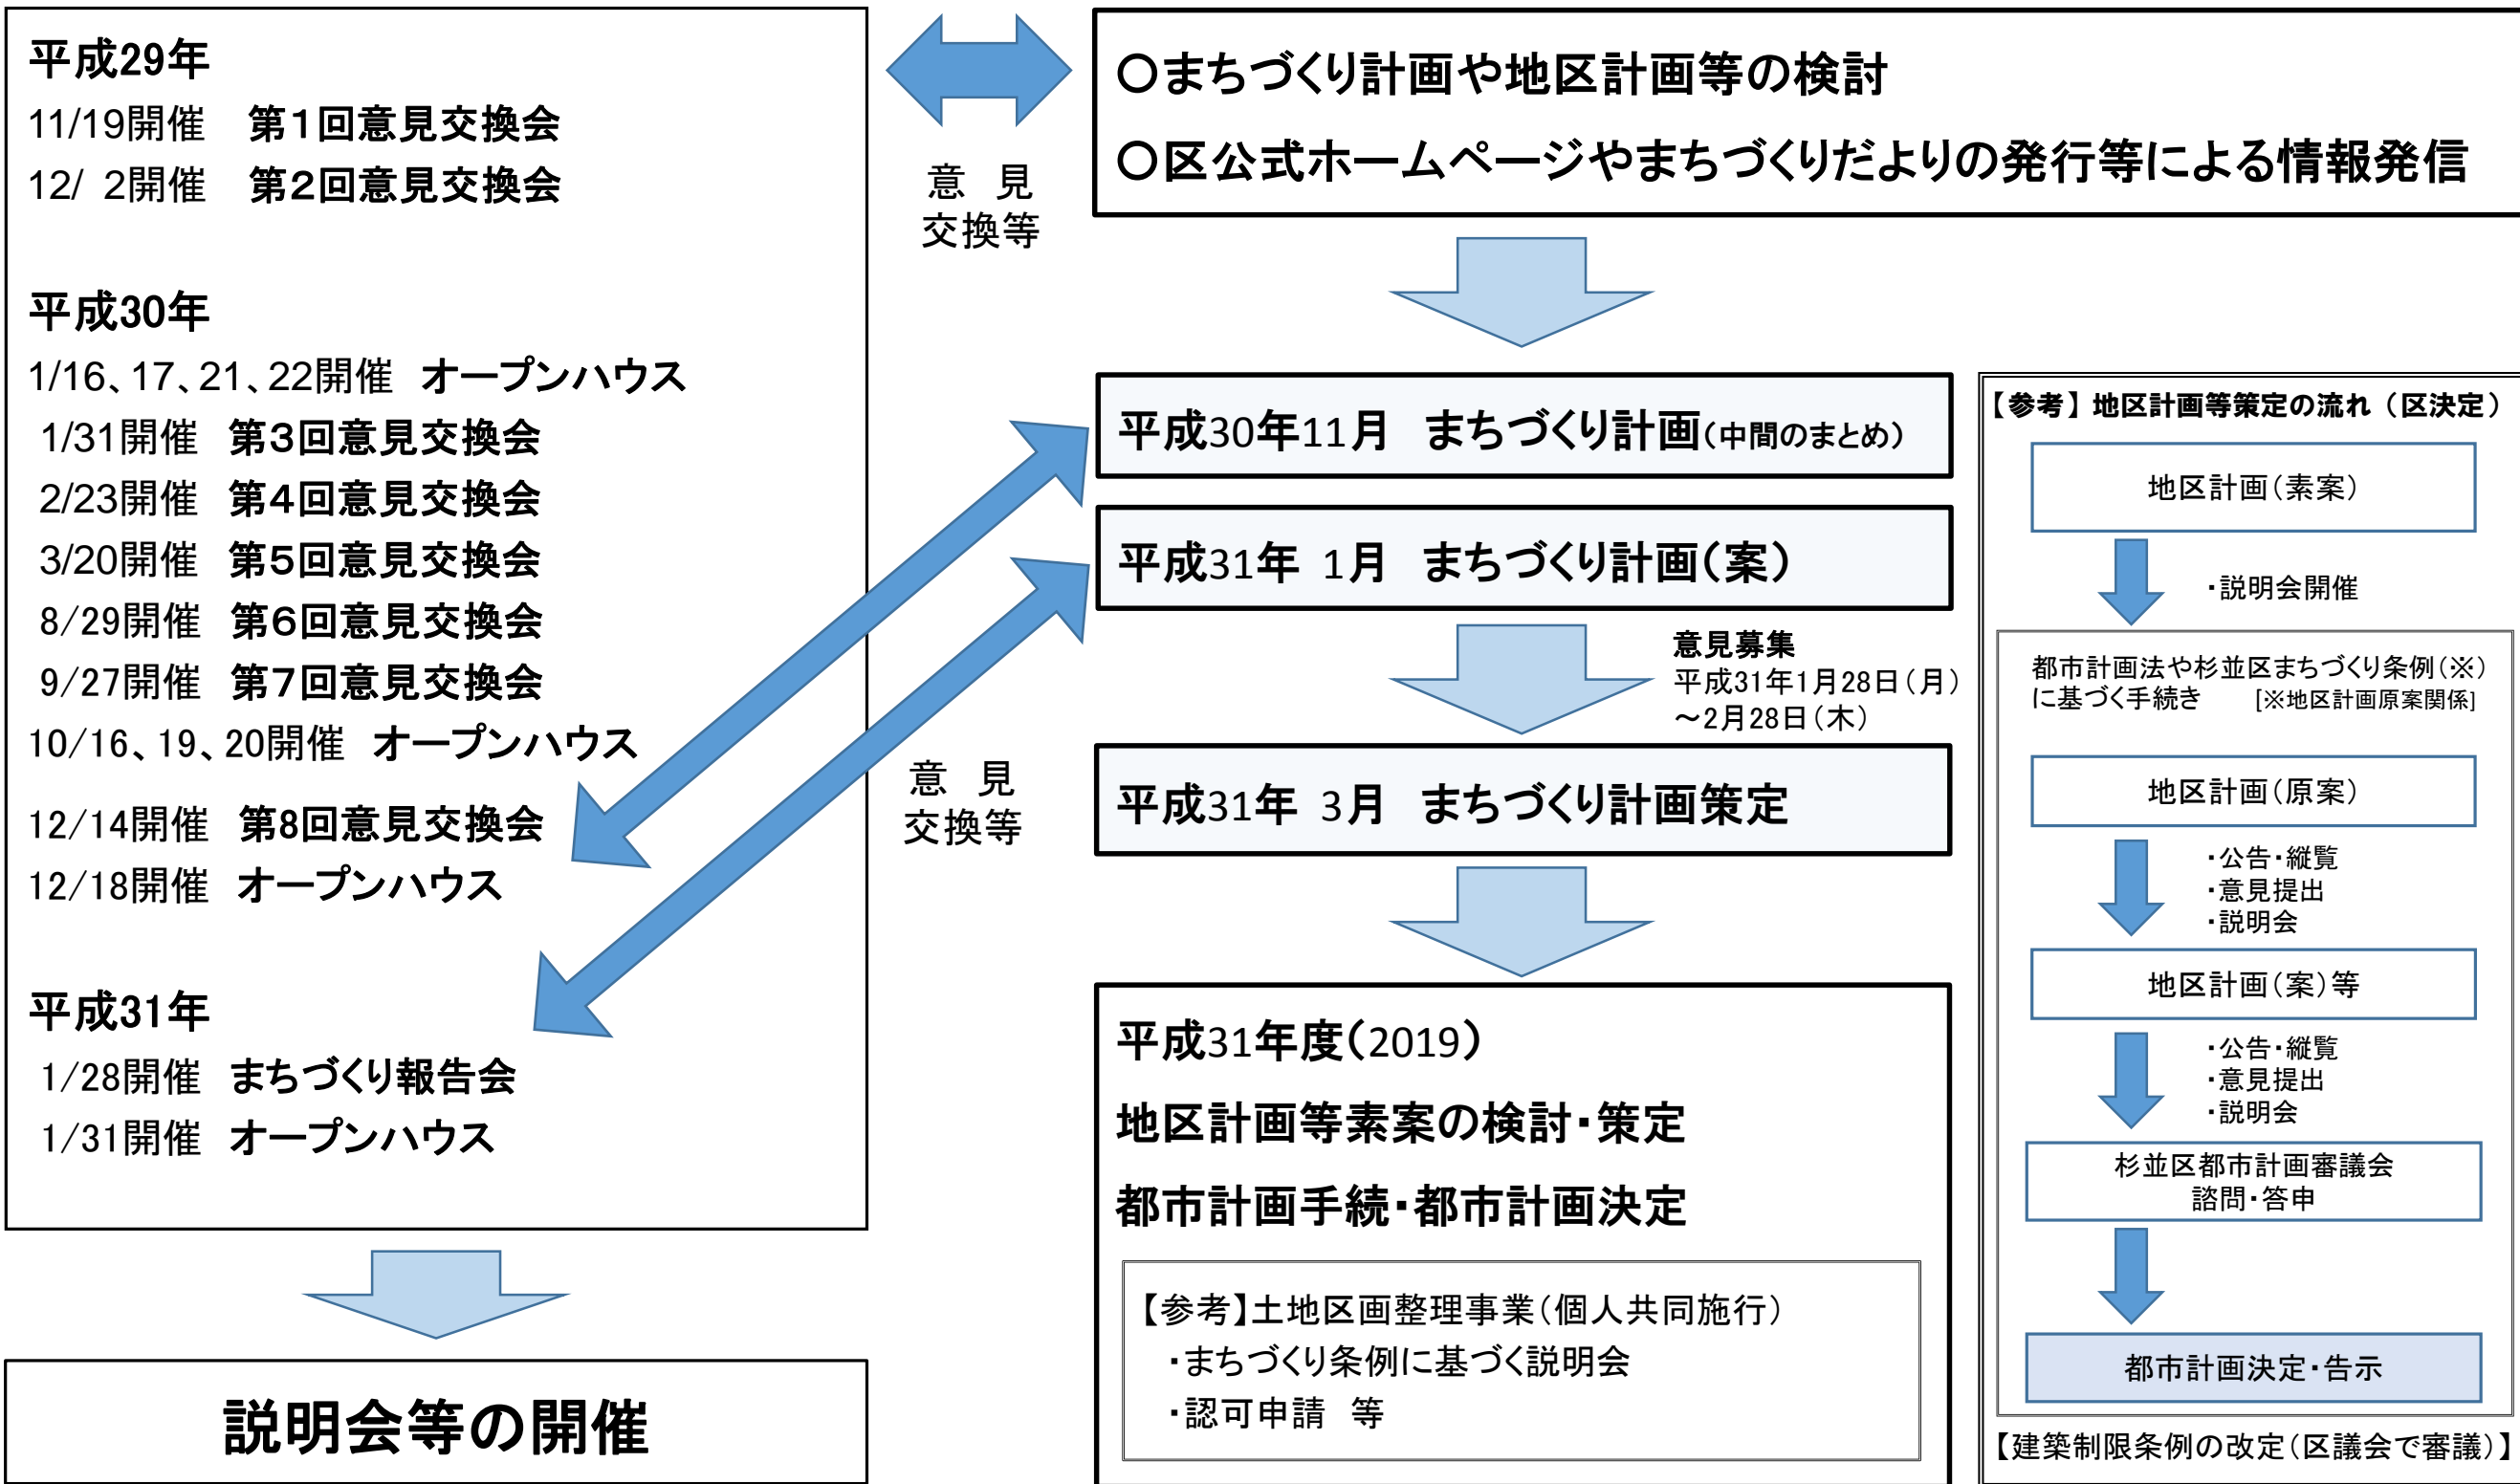 平成29年
11/19開催　第1回意見交換会
12/ 2開催　第2回意見交換会
平成30年
1/16、17、21、22開催　オープンハウス
1/31開催　第3回意見交換会
2/23開催　第4回意見交換会
3/20開催　第5回意見交換会
8/29開催　第6回意見交換会
9/27開催　第7回意見交換会
10/16、19、20開催　オープンハウス
12/14開催　第8回意見交換会
12/18開催　オープンハウス
平成31年
1/28開催　まちづくり報告会
1/31開催　オープンハウス
説明会等の開催
意　見
交換等
意　見
交換等
○まちづくり計画や地区計画等の検討
○区公式ホームページやまちづくりだよりの発行等による情報発信
平成30年11月　まちづくり計画（中間のまとめ）
平成31年 1月　まちづくり計画（案）
意見募集
平成31年1月28日（月）
～2月28日（木）
平成31年 3月　まちづくり計画策定
平成31年度（2019）
地区計画等素案の検討・策定
都市計画手続・都市計画決定
【参考】土地区画整理事業（個人共同施行）
・まちづくり条例に基づく説明会
・認可申請　等
【参考】地区計画等策定の流れ（区決定）
地区計画（素案）
・説明会開催
都市計画法や杉並区まちづくり条例（※）
に基づく手続き　［※地区計画原案関係］
地区計画（原案）
・公告・縦覧
・意見提出
・説明会
地区計画（案）等
・公告・縦覧
・意見提出
・説明会
杉並区都市計画審議会
諮問・答申
都市計画決定・告示
【建築制限条例の改定（区議会で審議）】